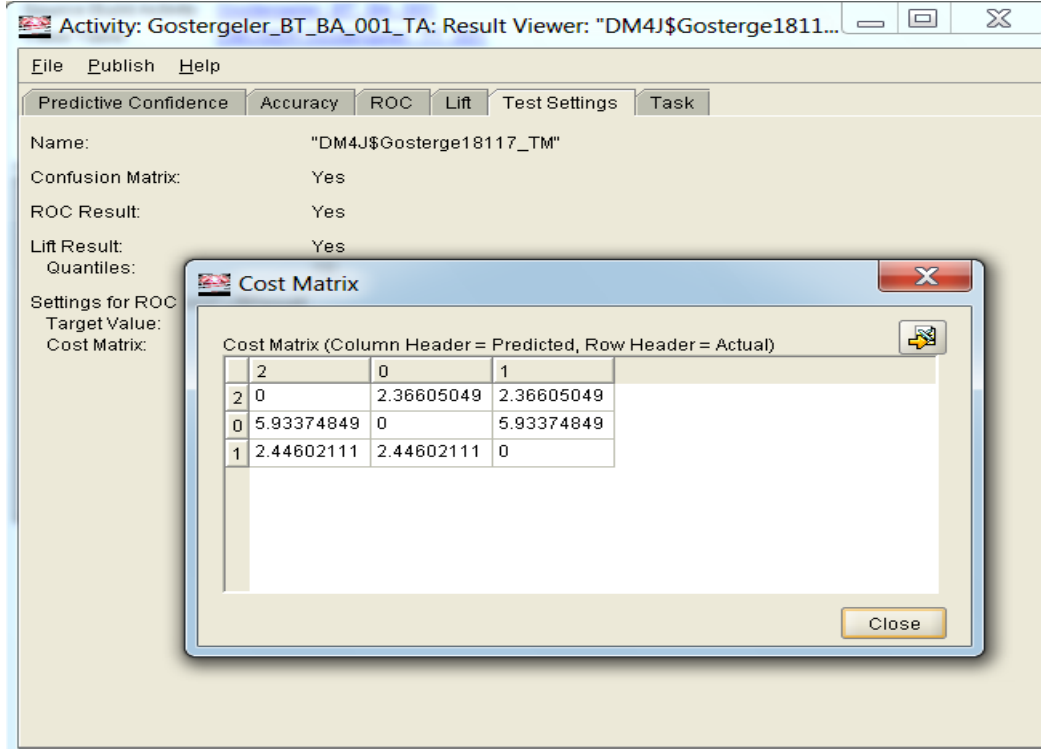 Activity: Gostergeler_BT_BA_001_TA: Result Viewer: "DM4J$Gosterge1811...
File Publish Help
Predictive Confidence Accuracy ROC Lift Test Settings Task
Name: "DM4J$Gosterge18117_TM"
Confusion Matrix: Yes
ROC Result: Yes
Lift Result: Yes
Quantiles:
Settings for ROC
Target Value:
Cost Matrix:
Cost Matrix
Cost Matrix (Column Header = Predicted, Row Header = Actual)
2 0 1
2 0 2.36605049 2.36605049
0 5.93374849 0 5.93374849
1 2.44602111 2.44602111 0
Close